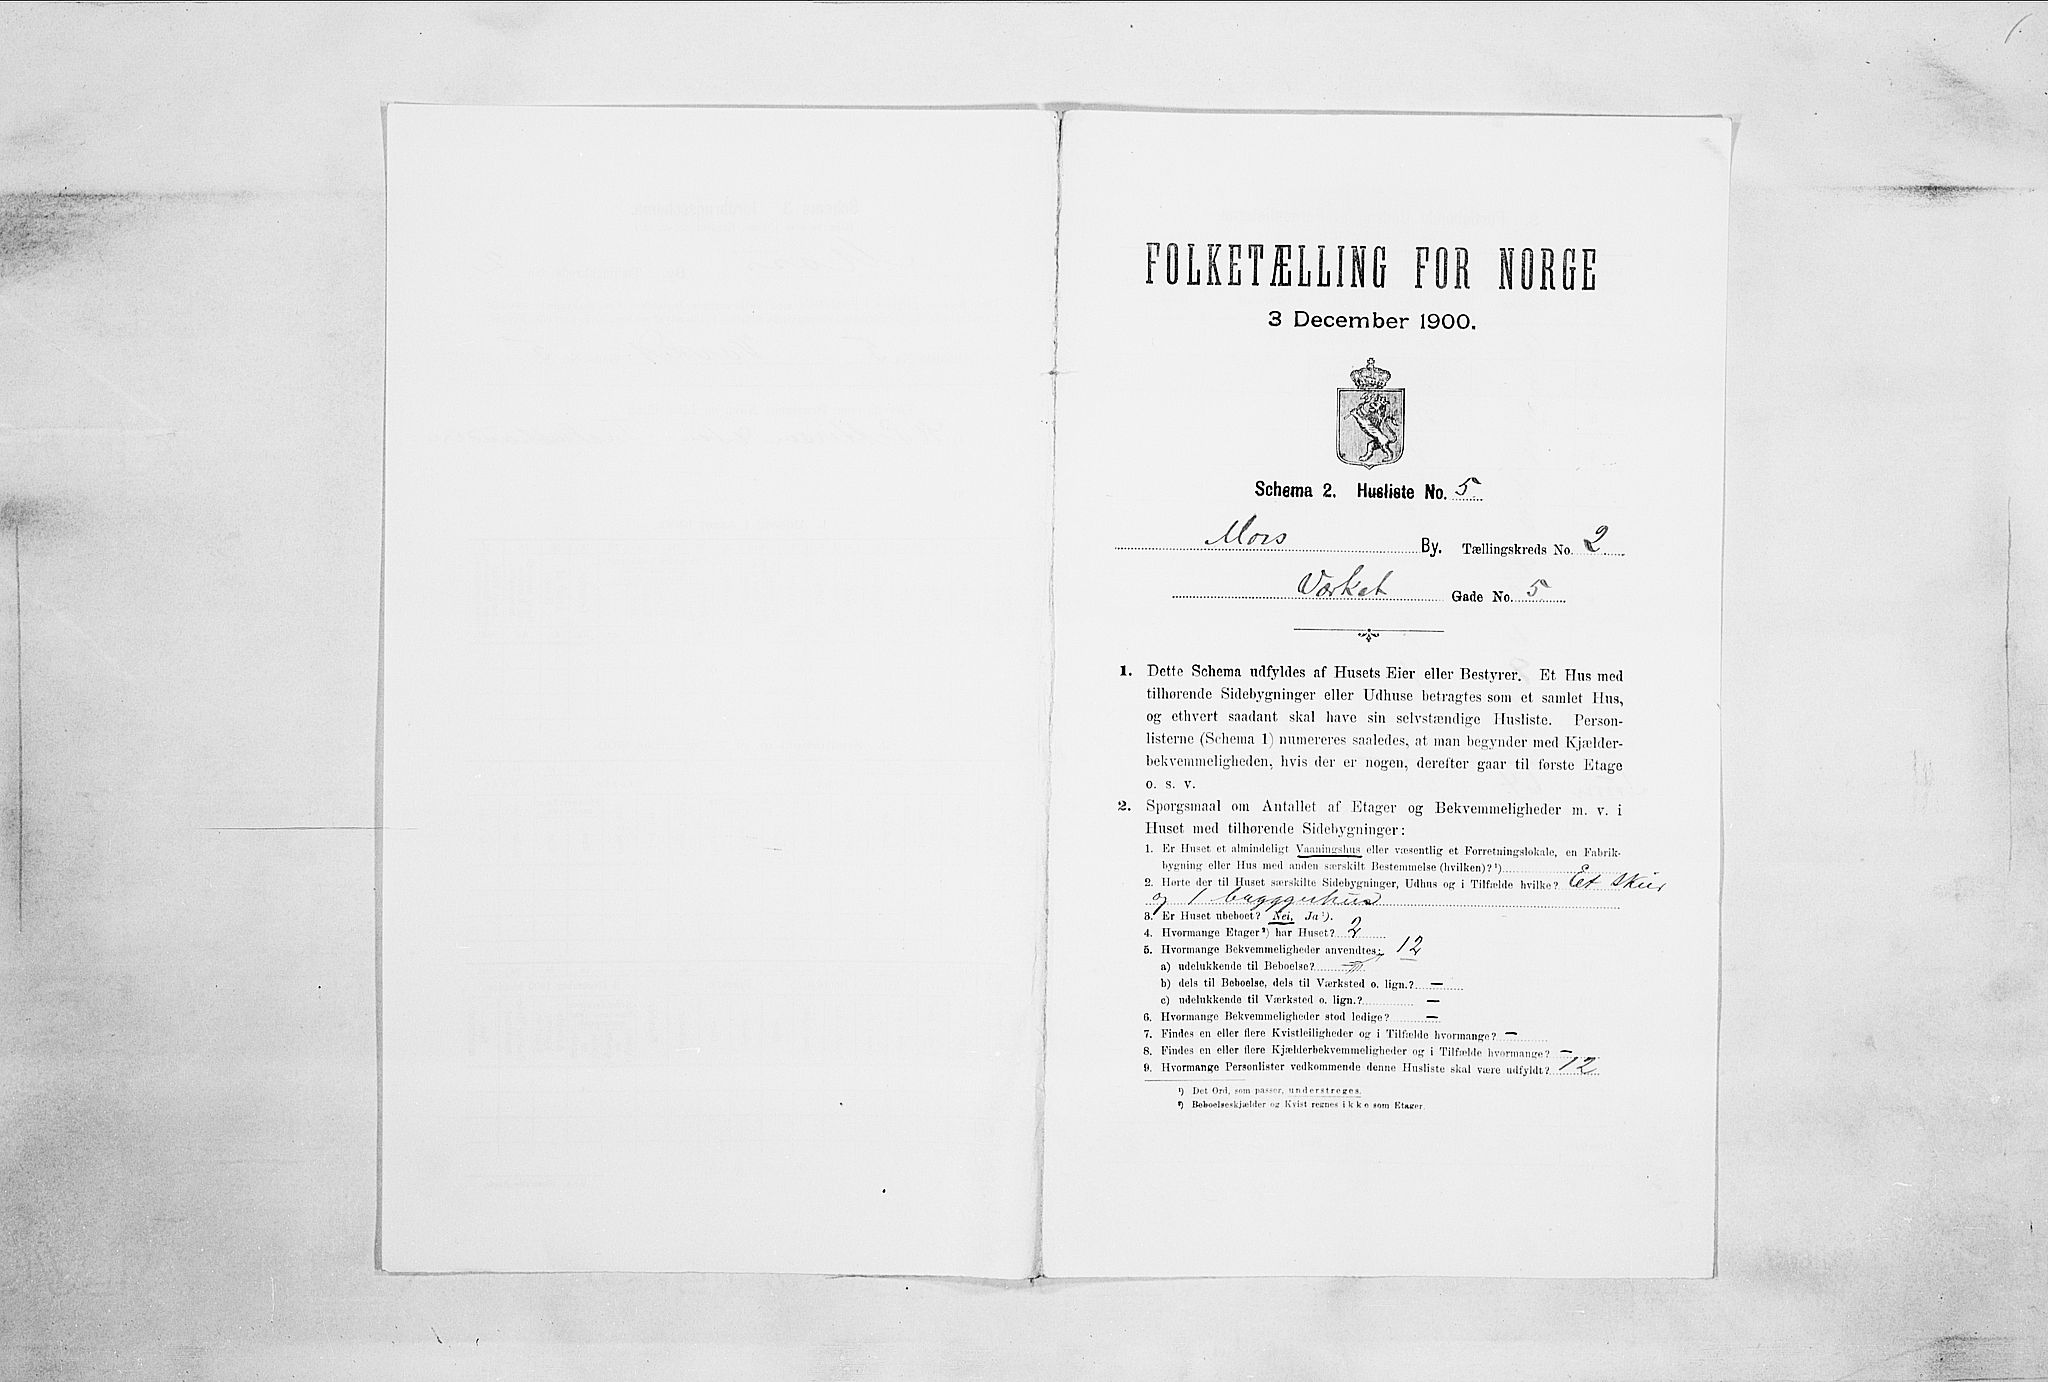 FOLKETÆLLING FOR NORGE
3 December 1900.
Schema 2. Husliste No. 5.
Moss By. Tællingskreds No. 2
Værket Gade No. 5.
1. Dette Schema udfyldes af Husets Eier eller Bestyrer. Et Hus med
tilhørende Sidebygninger eller Udhuse betragtes som et samlet Hus,
og ethvert saadant skal have sin selvstændige Husliste. Person-
listerne (Schema 1) numereres saaledes, at man begynder med Kjælder-
bekvemmeligheden, hvis der er nogen, derefter gaar til første Etage
o. s. v.
2. Spørgsmaal om Antallet af Etager og Bekvemmeligheder m. v. i
Huset med tilhørende Sidebygninger:
1. Er Huset et almindeligt Vaaningshus eller væsentlig et Forretningslokale, en Fabrik-
bygning eller Hus med anden særskilt Bestemmelse (hvilken)?¹)
2. Hørte der til Huset særskilte Sidebygninger, Udhus og i Tilfælde hvilke? Et skur
og 1 bryggerhus
3. Er Huset ubeboet? Nei. Ja¹).
4. Hvormange Etager²) har Huset? 2
5. Hvormange Bekvemmeligheder anvendtes: 12
a) udelukkende til Beboelse?
b) dels til Beboelse, dels til Værksted o. lign.? —
c) udelukkende til Værksted o. lign.? —
6. Hvormange Bekvemmeligheder stod ledige? —
7. Findes en eller flere Kvistleiligheder og i Tilfælde hvormange? —
8. Findes en eller flere Kjælderbekvemmeligheder og i Tilfælde hvormange? —
9. Hvormange Personlister vedkommende denne Husliste skal være udfyldt? 12
¹) Det Ord, som passer, understreges.
²) Beboelseskjælder og Kvist regnes ikke som Etager.